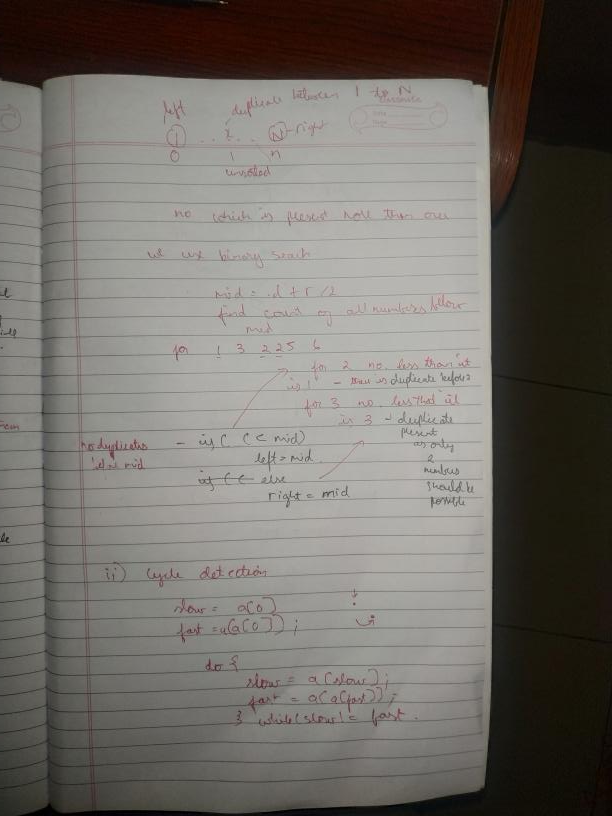 left duplicate between 1 to N
1 . . 2 . . N - right
0 1 n
unsorted
no which is present more than once
we use binary search
mid = l + r / 2
find count of all numbers below
mid
for 1 3 2 2 5 6
for 2 no. less than it
is 1 - duplicate before 2
for 3 no. less than it
is 3 - duplicate
present
as only
2
numbers
should be
possible
no duplicates
mid
- if ( C < mid)
left = mid
if ( C < else
right = mid
ii) Cycle detection
slow = a(0)
fast = a(a(0));
do {
slow = a(slow);
fast = a(a(fast));
} while(slow != fast.